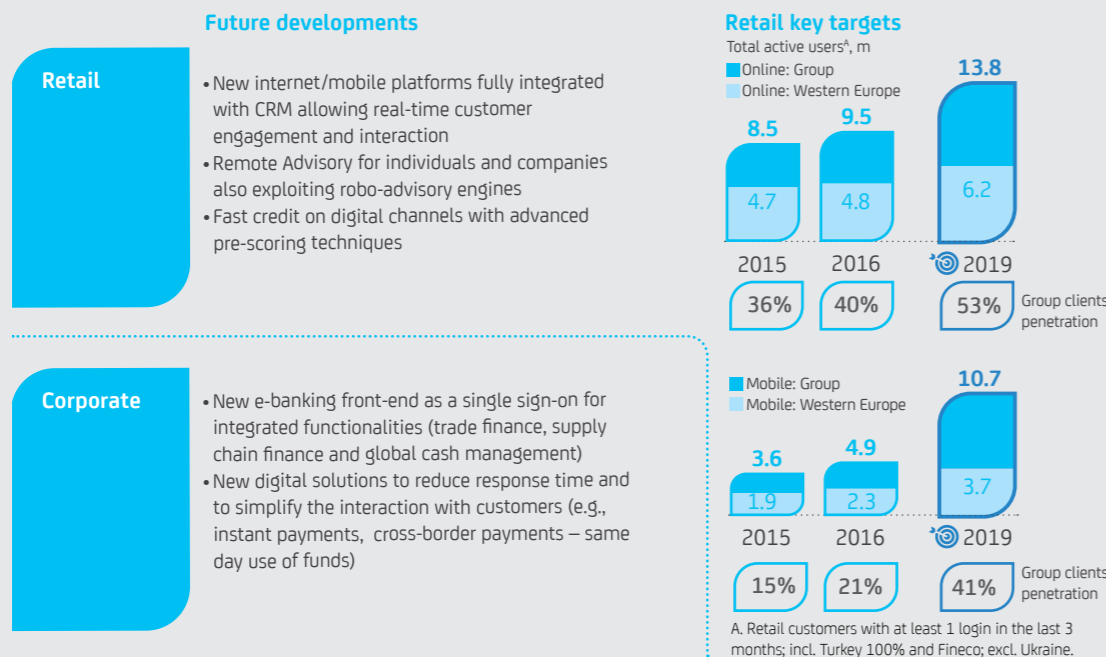 Future developments
Retail
• New internet/mobile platforms fully integrated
with CRM allowing real-time customer
engagement and interaction
• Remote Advisory for individuals and companies
also exploiting robo-advisory engines
• Fast credit on digital channels with advanced
pre-scoring techniques
Corporate
• New e-banking front-end as a single sign-on for
integrated functionalities (trade finance, supply
chain finance and global cash management)
• New digital solutions to reduce response time and
to simplify the interaction with customers (e.g.,
instant payments, cross-border payments – same
day use of funds)
Retail key targets
Total active usersᴬ, m
Online: Group
Online: Western Europe
8.5 9.5 13.8
4.7 4.8 6.2
2015 2016 2019
36% 40% 53% Group clients
penetration
Mobile: Group
Mobile: Western Europe
3.6 4.9 10.7
1.9 2.3 3.7
2015 2016 2019
15% 21% 41% Group clients
penetration
A. Retail customers with at least 1 login in the last 3
months; incl. Turkey 100% and Fineco; excl. Ukraine.